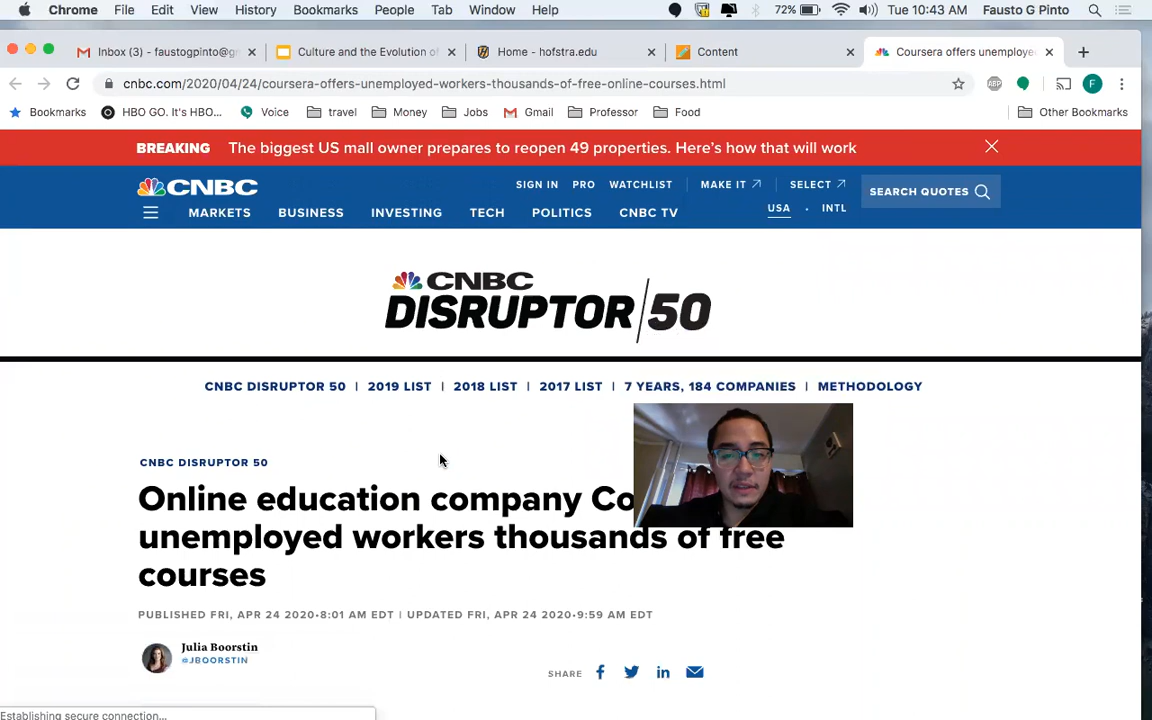 Chrome File Edit View History Bookmarks People Tab Window Help 72% Tue 10:43 AM Fausto G Pinto
Inbox (3) - faustogpinto@g Culture and the Evolution of Home - hofstra.edu Content Coursera offers unemploye
cnbc.com/2020/04/24/coursera-offers-unemployed-workers-thousands-of-free-online-courses.html
Bookmarks HBO GO. It's HBO... Voice travel Money Jobs Gmail Professor Food Other Bookmarks
BREAKING The biggest US mall owner prepares to reopen 49 properties. Here's how that will work
CNBC SIGN IN PRO WATCHLIST MAKE IT SELECT SEARCH QUOTES
MARKETS BUSINESS INVESTING TECH POLITICS CNBC TV USA · INTL
CNBC
DISRUPTOR/50
CNBC DISRUPTOR 50 | 2019 LIST | 2018 LIST | 2017 LIST | 7 YEARS, 184 COMPANIES | METHODOLOGY
CNBC DISRUPTOR 50
Online education company Co
unemployed workers thousands of free
courses
PUBLISHED FRI, APR 24 2020•8:01 AM EDT | UPDATED FRI, APR 24 2020•9:59 AM EDT
Julia Boorstin
@JBOORSTIN
SHARE
Establishing secure connection...